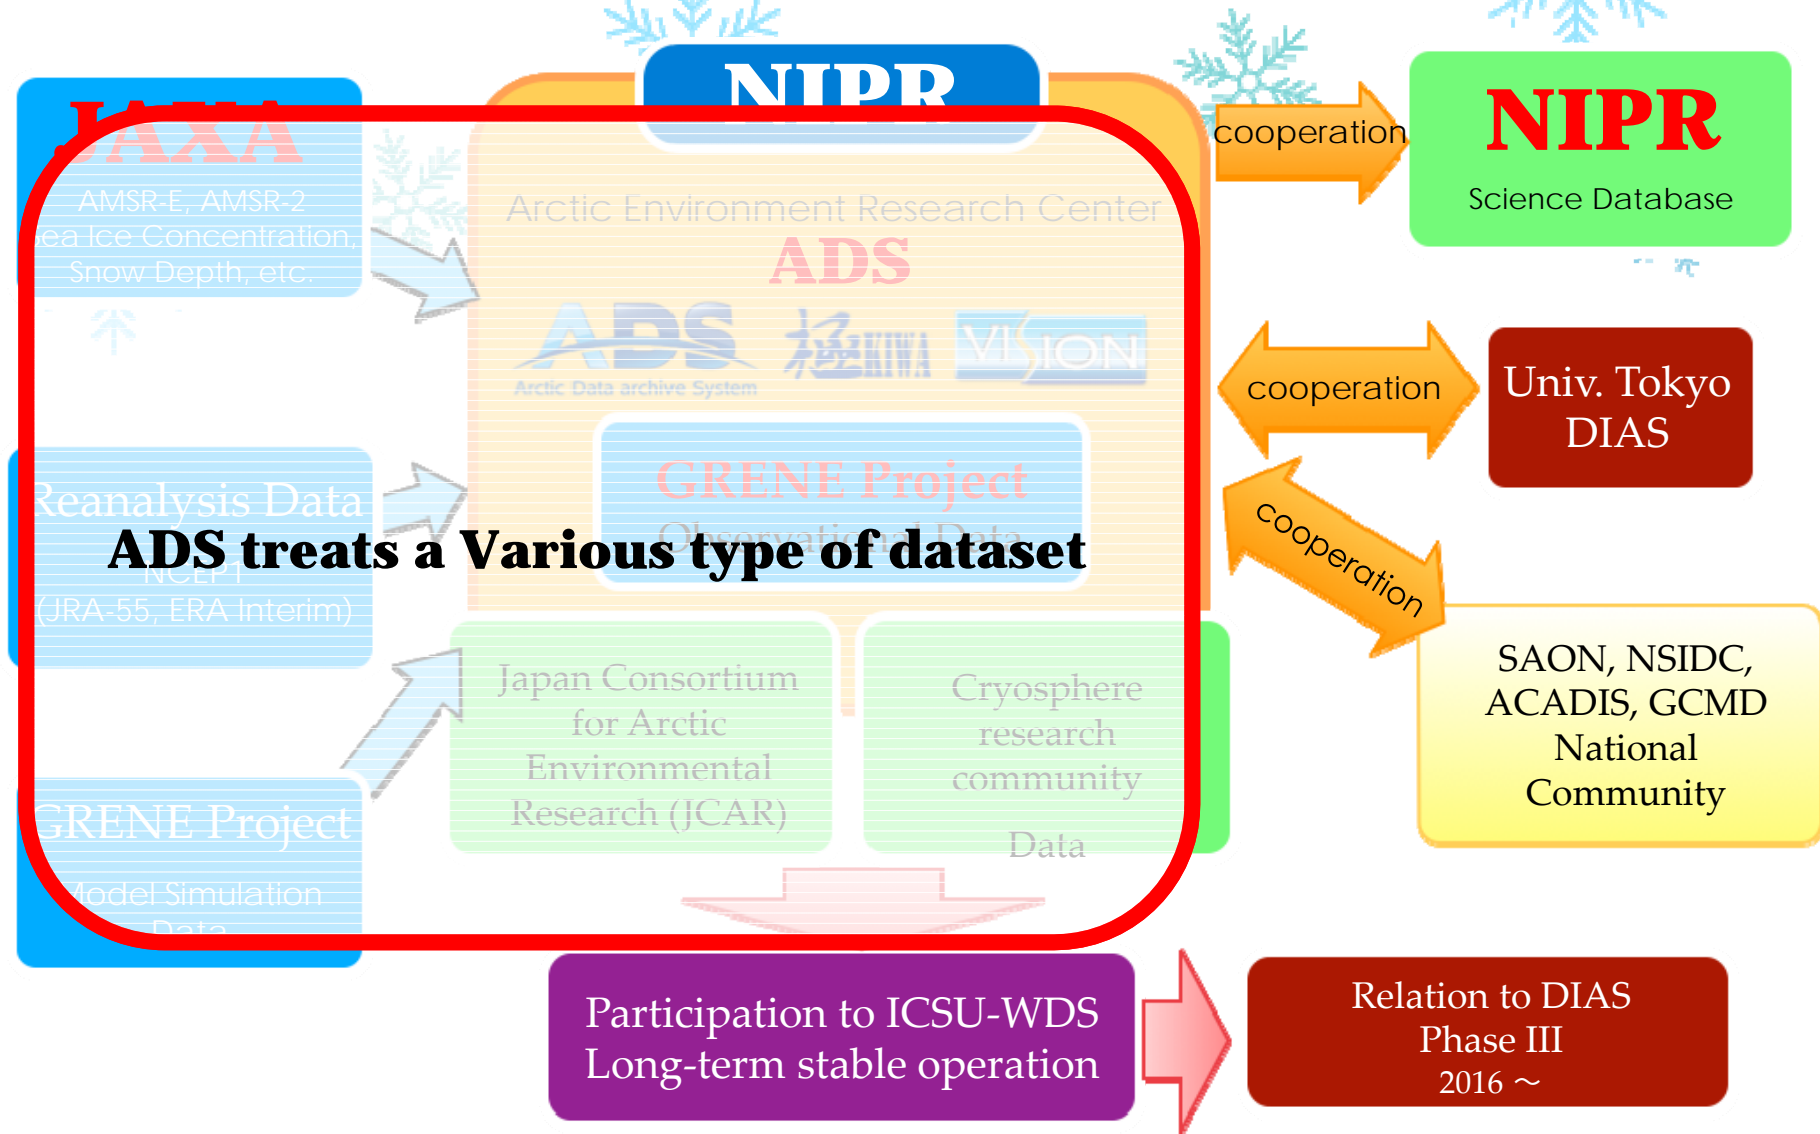 NIPR
JAXA
AMSR-E, AMSR-2
Sea Ice Concentration,
Snow Depth, etc.
Arctic Environment Research Center
ADS
ADS
Arctic Data archive System
極KIWA
VISION
GRENE Project
Observational Data
Reanalysis Data
NCEP1
(JRA-55, ERA Interim)
ADS treats a Various type of dataset
GRENE Project
Model Simulation
Data
Japan Consortium
for Arctic
Environmental
Research (JCAR)
Cryosphere
research
community
Data
cooperation
NIPR
Science Database
cooperation
Univ. Tokyo
DIAS
cooperation
SAON, NSIDC,
ACADIS, GCMD
National
Community
Participation to ICSU-WDS
Long-term stable operation
Relation to DIAS
Phase III
2016 ～